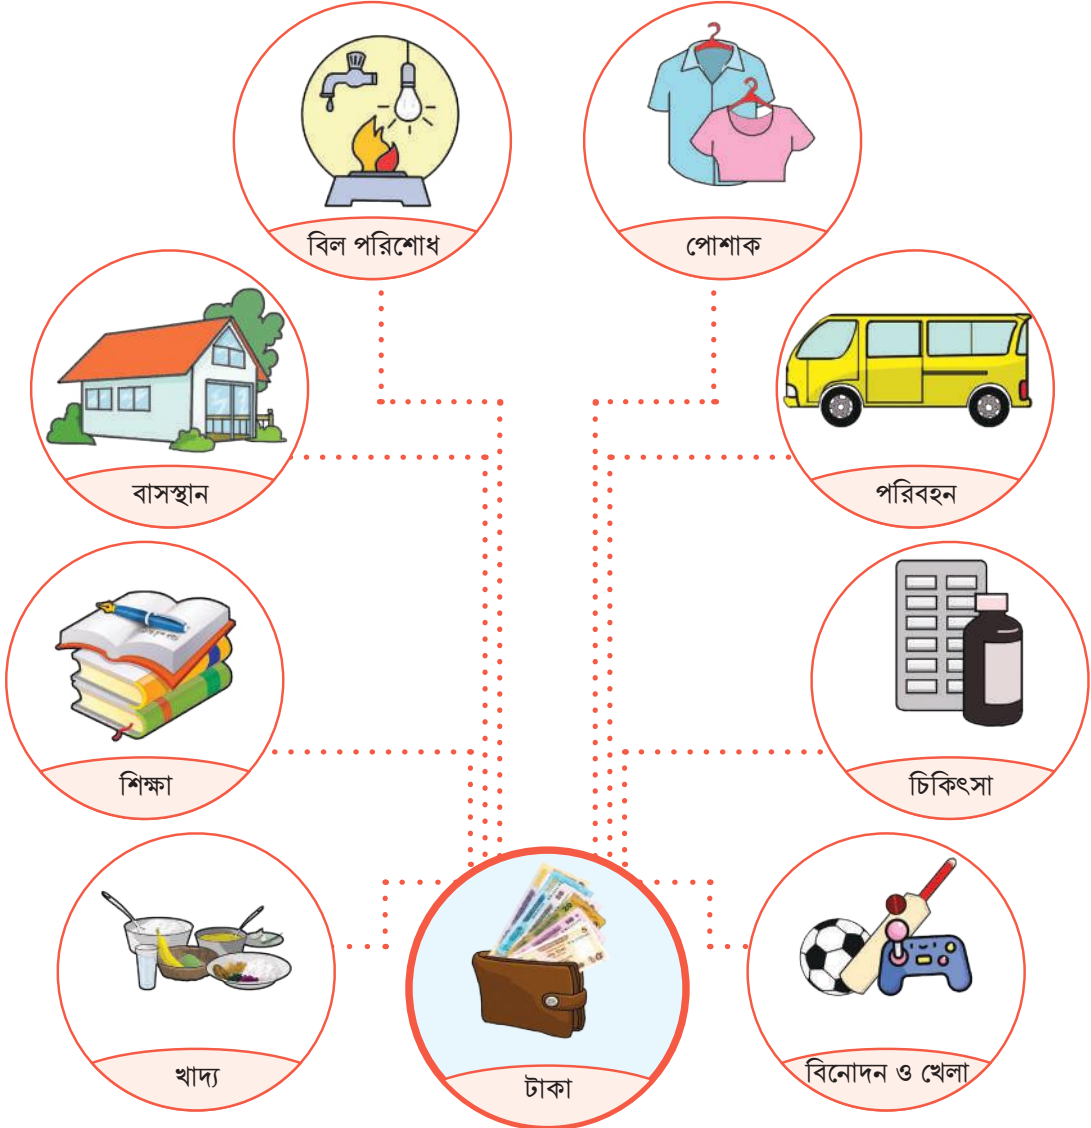 বিল পরিশোধ
পোশাক
বাসস্থান
পরিবহন
শিক্ষা
চিকিৎসা
খাদ্য
টাকা
বিনোদন ও খেলা